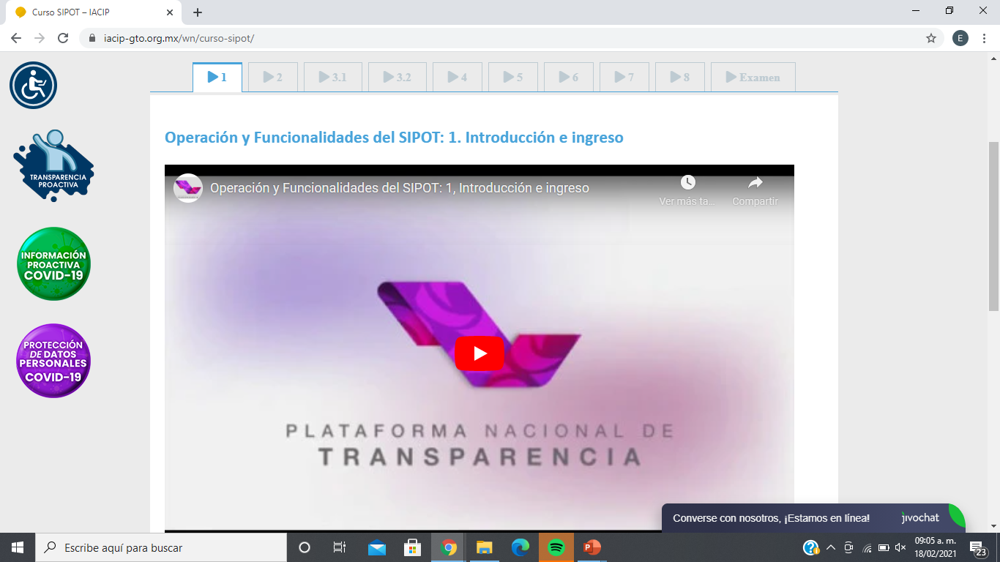 Curso SIPOT – IACIP
iacip-gto.org.mx/wn/curso-sipot/
E
1
2
3.1
3.2
4
5
6
7
8
Examen
TRANSPARENCIA
PROACTIVA
INFORMACIÓN
PROACTIVA
COVID-19
PROTECCIÓN
DE DATOS
PERSONALES
COVID-19
Operación y Funcionalidades del SIPOT: 1. Introducción e ingreso
Operación y Funcionalidades del SIPOT: 1, Introducción e ingreso
Ver más ta...
Compartir
PLATAFORMA NACIONAL DE
TRANSPARENCIA
Converse con nosotros, ¡Estamos en línea!
jivochat
Escribe aquí para buscar
09:05 a. m.
18/02/2021
23